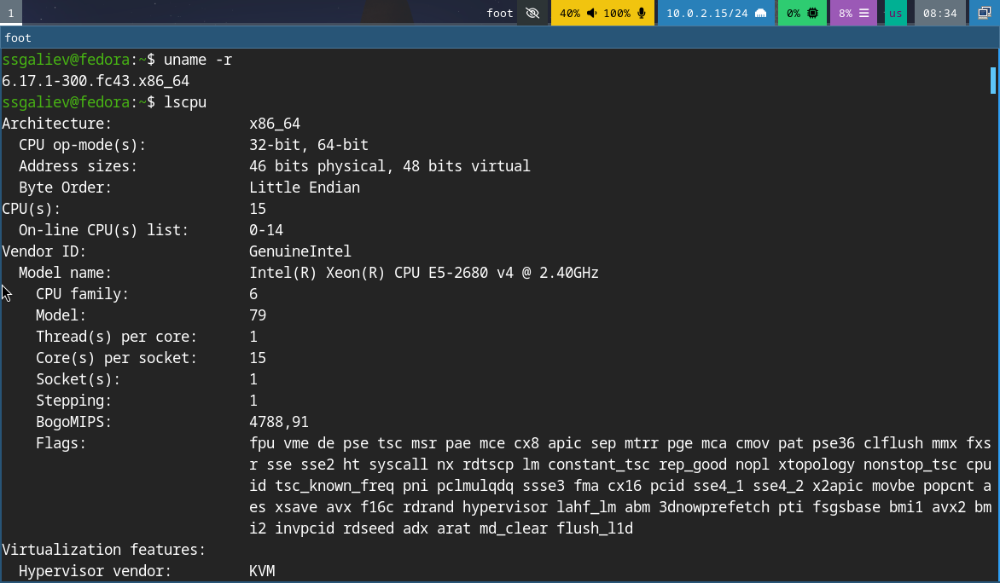 1 foot 40% 100% 10.0.2.15/24 0% 8% us 08:34
foot
ssgaliev@fedora:~$ uname -r
6.17.1-300.fc43.x86_64
ssgaliev@fedora:~$ lscpu
Architecture: x86_64
CPU op-mode(s): 32-bit, 64-bit
Address sizes: 46 bits physical, 48 bits virtual
Byte Order: Little Endian
CPU(s): 15
On-line CPU(s) list: 0-14
Vendor ID: GenuineIntel
Model name: Intel(R) Xeon(R) CPU E5-2680 v4 @ 2.40GHz
CPU family: 6
Model: 79
Thread(s) per core: 1
Core(s) per socket: 15
Socket(s): 1
Stepping: 1
BogoMIPS: 4788,91
Flags: fpu vme de pse tsc msr pae mce cx8 apic sep mtrr pge mca cmov pat pse36 clflush mmx fxs
r sse sse2 ht syscall nx rdtscp lm constant_tsc rep_good nopl xtopology nonstop_tsc cpu
id tsc_known_freq pni pclmulqdq ssse3 fma cx16 pcid sse4_1 sse4_2 x2apic movbe popcnt a
es xsave avx f16c rdrand hypervisor lahf_lm abm 3dnowprefetch pti fsgsbase bmi1 avx2 bm
i2 invpcid rdseed adx arat md_clear flush_l1d
Virtualization features:
Hypervisor vendor: KVM